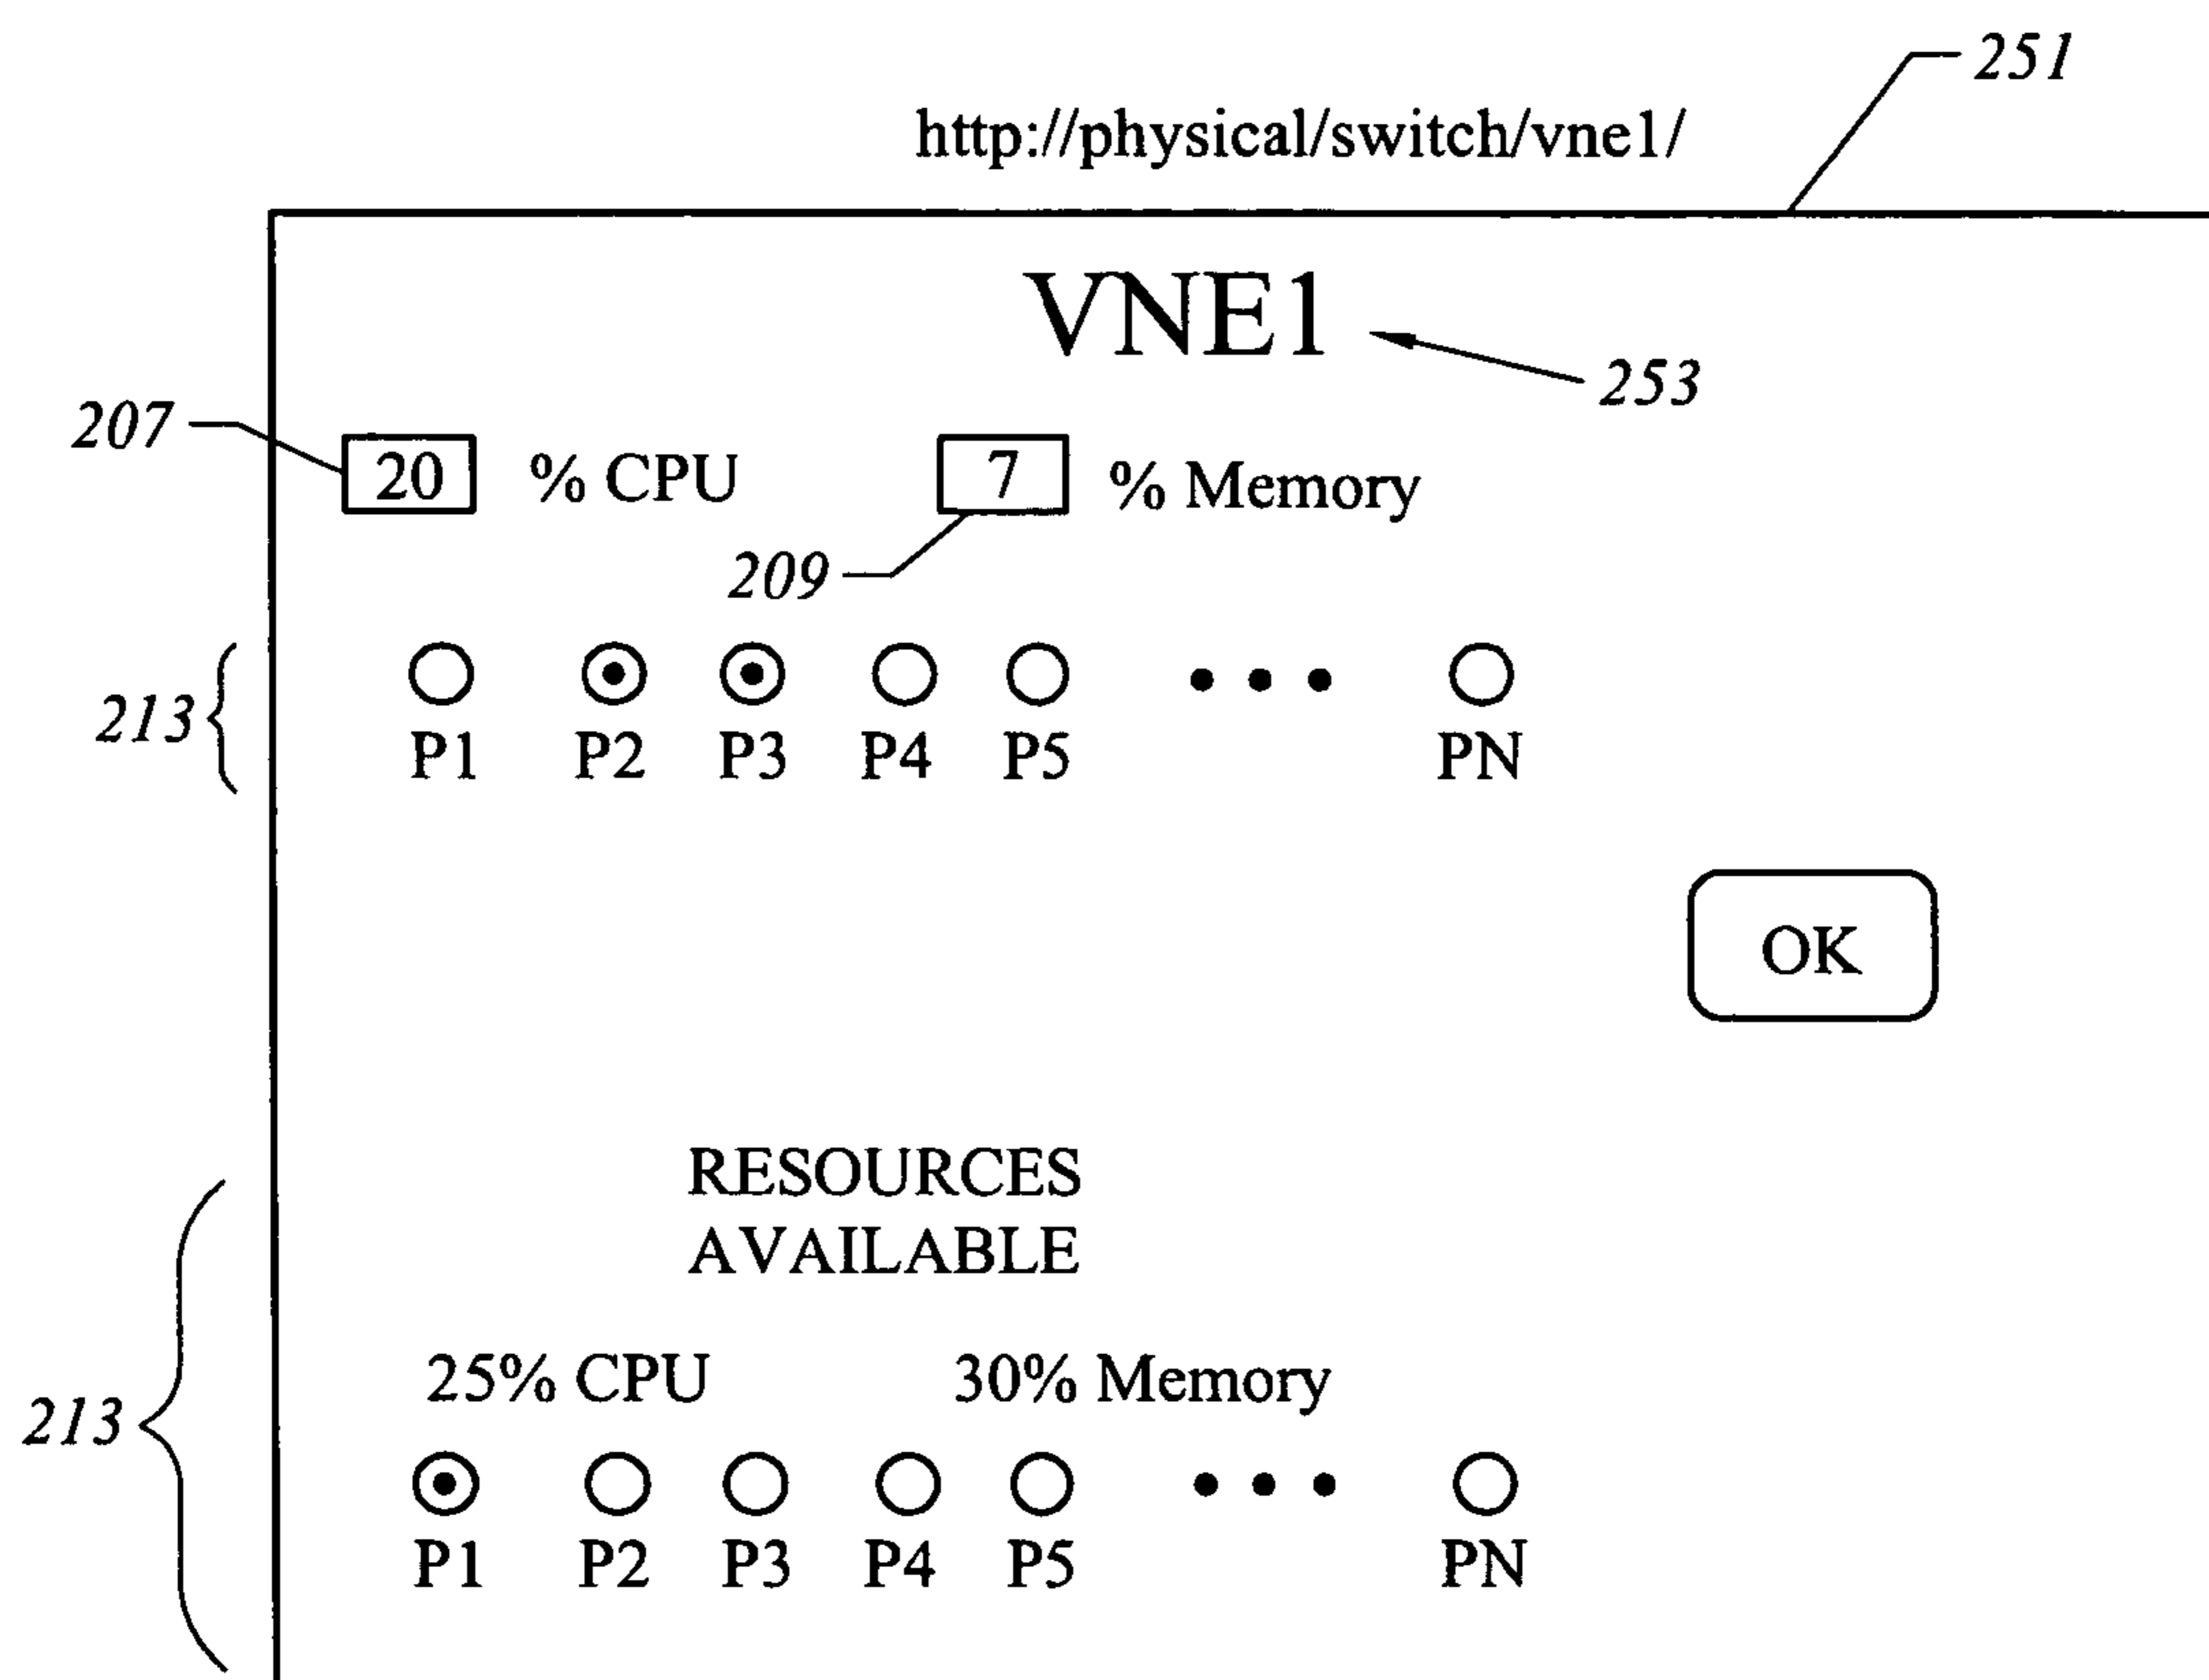 251
http://physical/switch/vne1/
VNE1
253
207
20 % CPU 7 % Memory
209
213
P1 P2 P3 P4 P5 PN
OK
RESOURCES
AVAILABLE
25% CPU 30% Memory
213
P1 P2 P3 P4 P5 PN